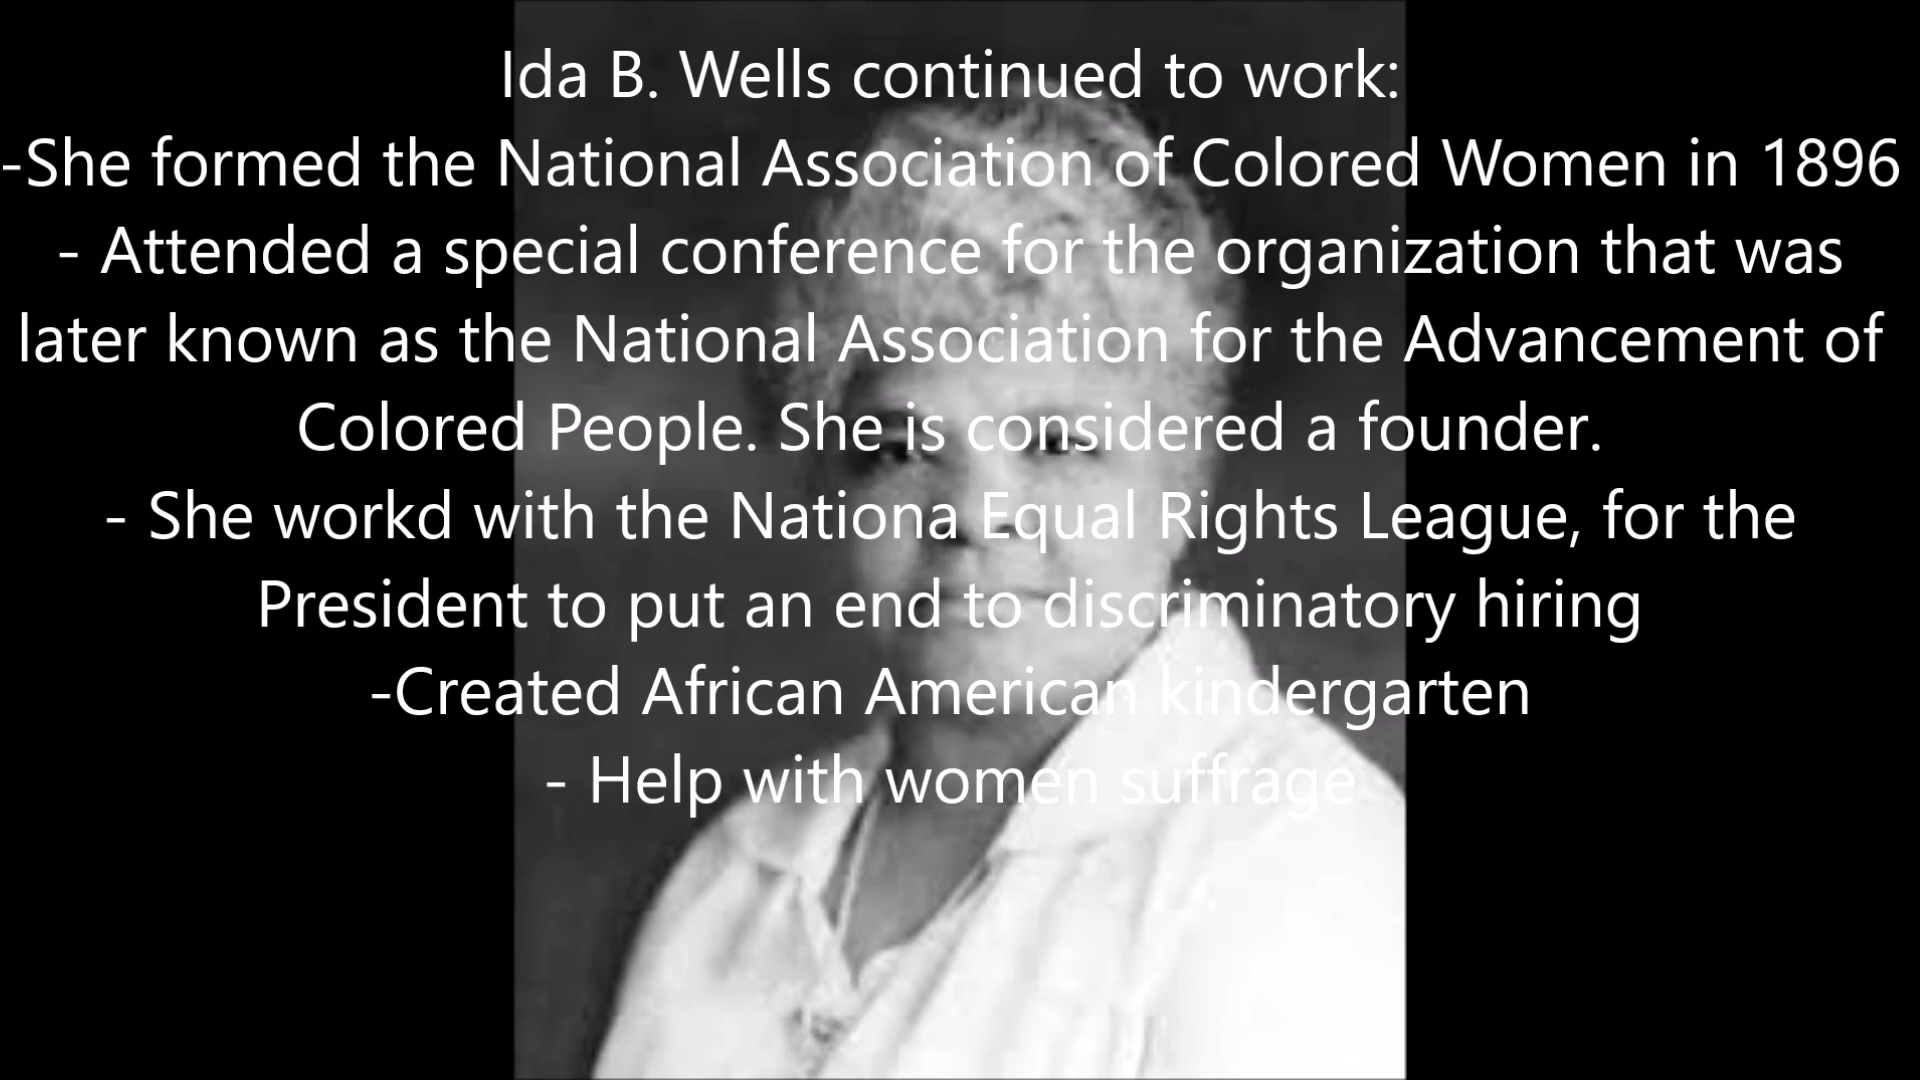 Ida B. Wells continued to work:
-She formed the National Association of Colored Women in 1896
- Attended a special conference for the organization that was
later known as the National Association for the Advancement of
Colored People. She is considered a founder.
- She workd with the Nationa Equal Rights League, for the
President to put an end to discriminatory hiring
-Created African American kindergarten
- Help with women suffrage